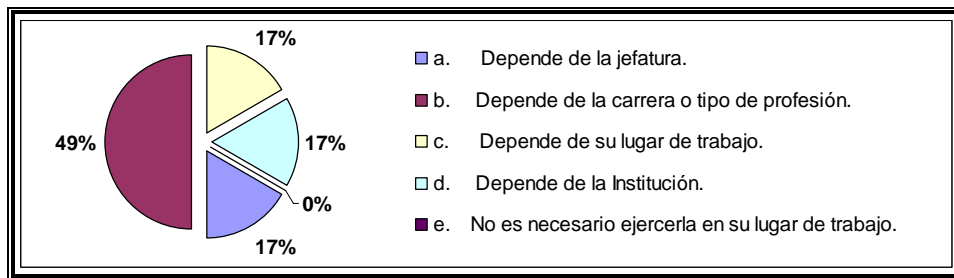 17%
49%
17%
0%
17%
a. Depende de la jefatura.
b. Depende de la carrera o tipo de profesión.
c. Depende de su lugar de trabajo.
d. Depende de la Institución.
e. No es necesario ejercerla en su lugar de trabajo.